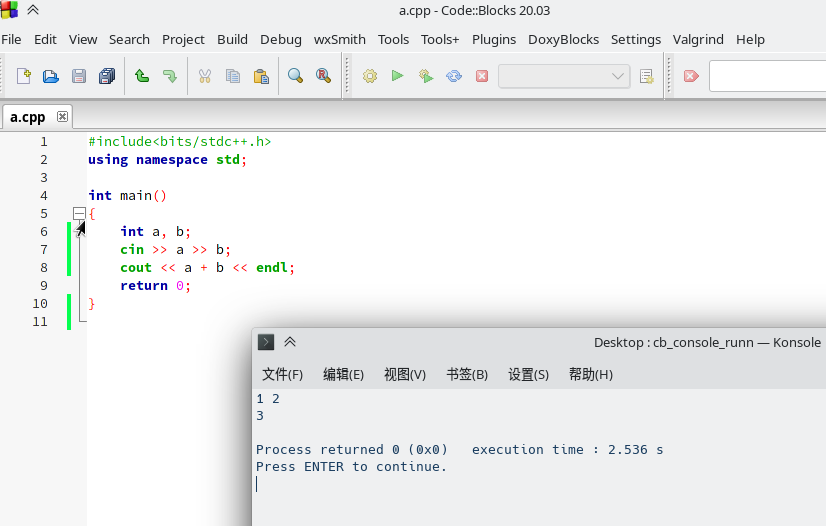 a.cpp - Code::Blocks 20.03
File Edit View Search Project Build Debug wxSmith Tools Tools+ Plugins DoxyBlocks Settings Valgrind Help
a.cpp
1 #include<bits/stdc++.h>
2 using namespace std;
3
4 int main()
5 {
6 int a, b;
7 cin >> a >> b;
8 cout << a + b << endl;
9 return 0;
10 }
11
Desktop : cb_console_runn — Konsole
文件(F) 编辑(E) 视图(V) 书签(B) 设置(S) 帮助(H)
1 2
3
Process returned 0 (0x0)   execution time : 2.536 s
Press ENTER to continue.